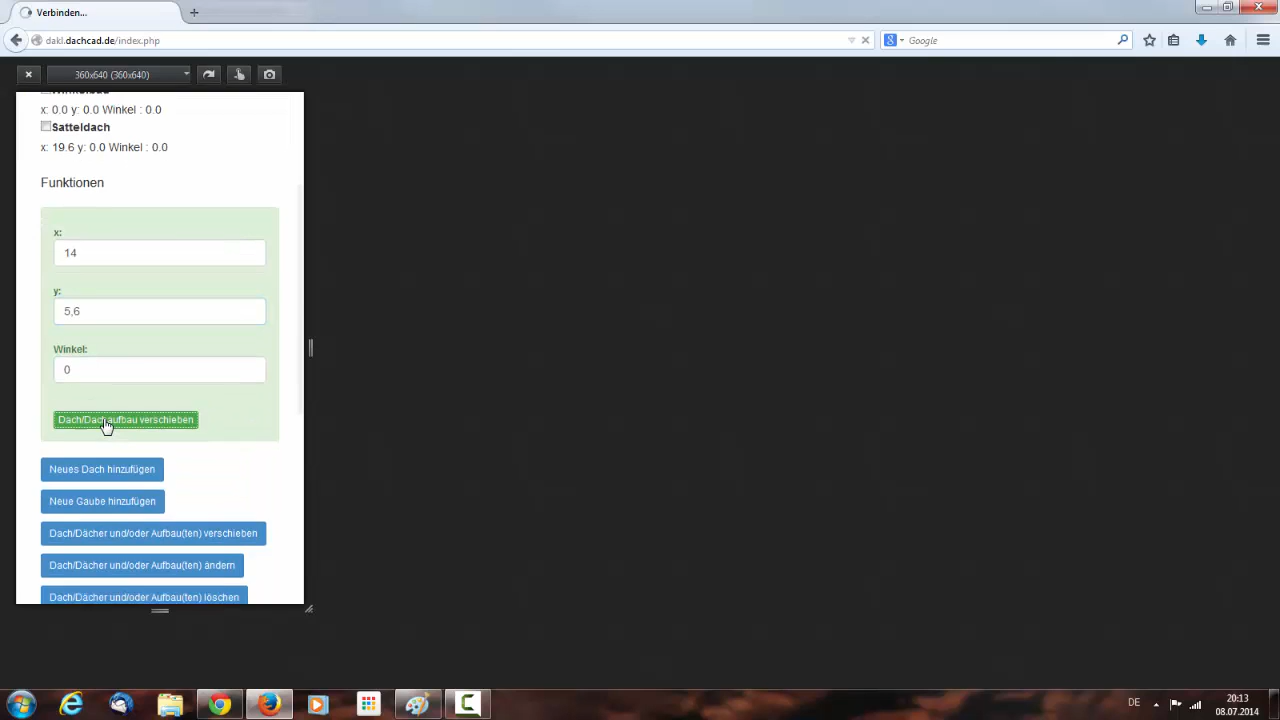 Verbinden...
dakl.dachcad.de/index.php
Google
360x640 (360x640)
Winkelbau
x: 0.0 y: 0.0 Winkel : 0.0
Satteldach
x: 19.6 y: 0.0 Winkel : 0.0
Funktionen
x:
14
y:
5,6
Winkel:
0
Dach/Dachaufbau verschieben
Neues Dach hinzufügen
Neue Gaube hinzufügen
Dach/Dächer und/oder Aufbau(ten) verschieben
Dach/Dächer und/oder Aufbau(ten) ändern
Dach/Dächer und/oder Aufbau(ten) löschen
DE
20:13
08.07.2014